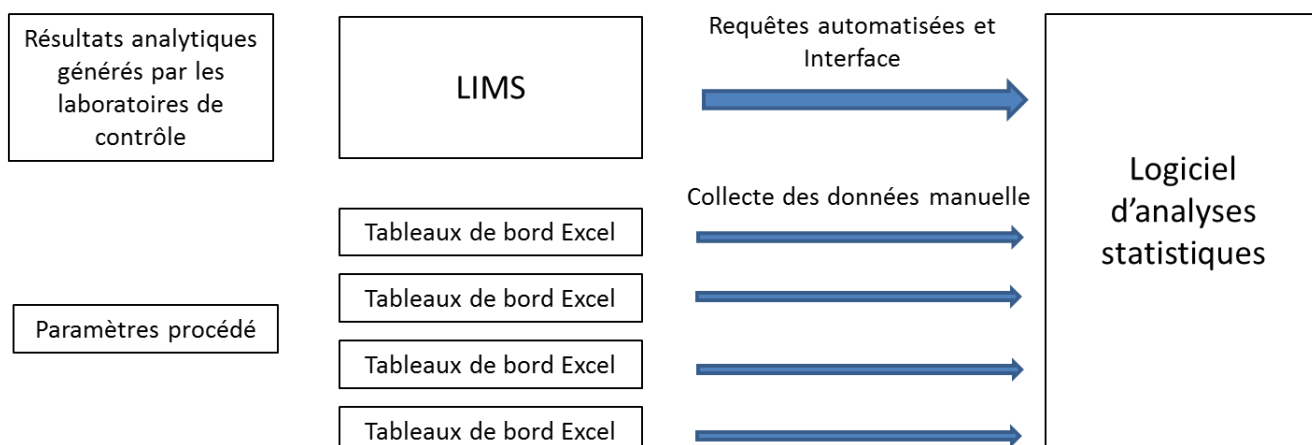 Résultats analytiques
générés par les
laboratoires de
contrôle
LIMS
Requêtes automatisées et
Interface
Logiciel
d’analyses
statistiques
Collecte des données manuelle
Tableaux de bord Excel
Tableaux de bord Excel
Paramètres procédé
Tableaux de bord Excel
Tableaux de bord Excel